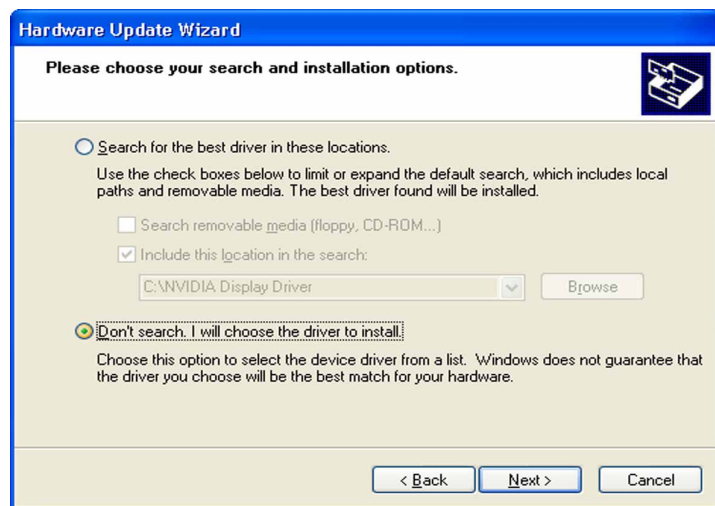 Hardware Update Wizard
Please choose your search and installation options.
Search for the best driver in these locations.
Use the check boxes below to limit or expand the default search, which includes local
paths and removable media. The best driver found will be installed.
Search removable media (floppy, CD-ROM...)
Include this location in the search:
C:\NVIDIA Display Driver
Browse
Don't search. I will choose the driver to install.
Choose this option to select the device driver from a list. Windows does not guarantee that
the driver you choose will be the best match for your hardware.
< Back
Next >
Cancel